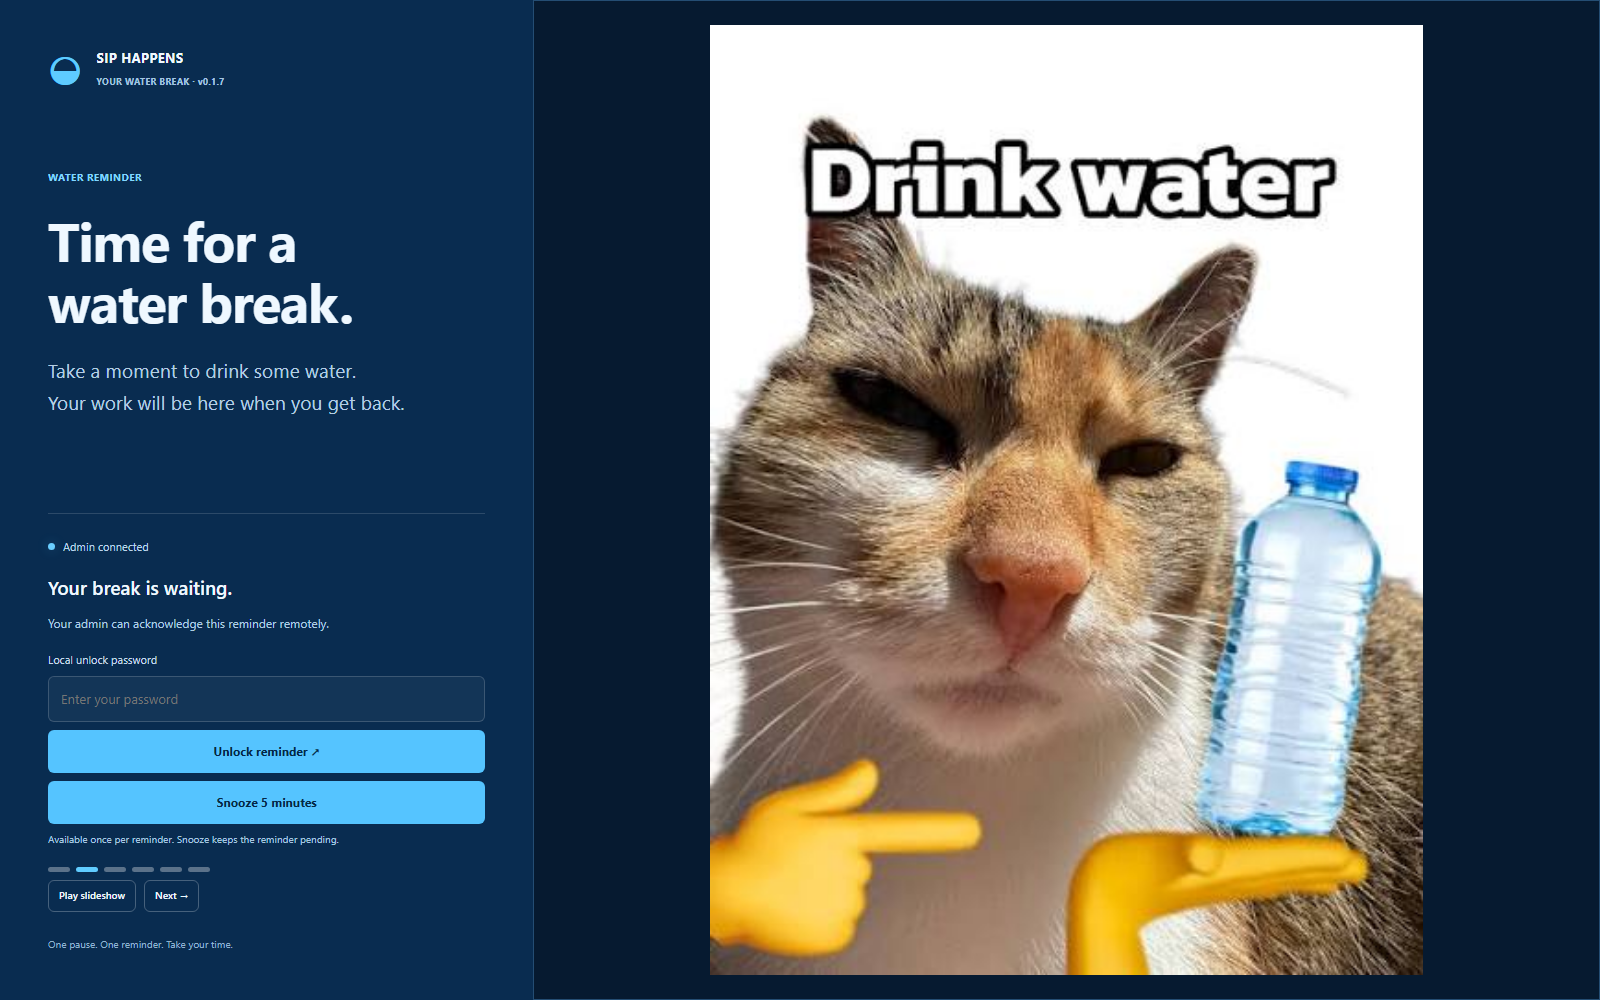 SIP HAPPENS
YOUR WATER BREAK · v0.1.7
WATER REMINDER
Time for a
water break.
Take a moment to drink some water.
Your work will be here when you get back.
Admin connected
Your break is waiting.
Your admin can acknowledge this reminder remotely.
Local unlock password
Enter your password
Unlock reminder ↗
Snooze 5 minutes
Available once per reminder. Snooze keeps the reminder pending.
Play slideshow
Next →
One pause. One reminder. Take your time.
Drink water